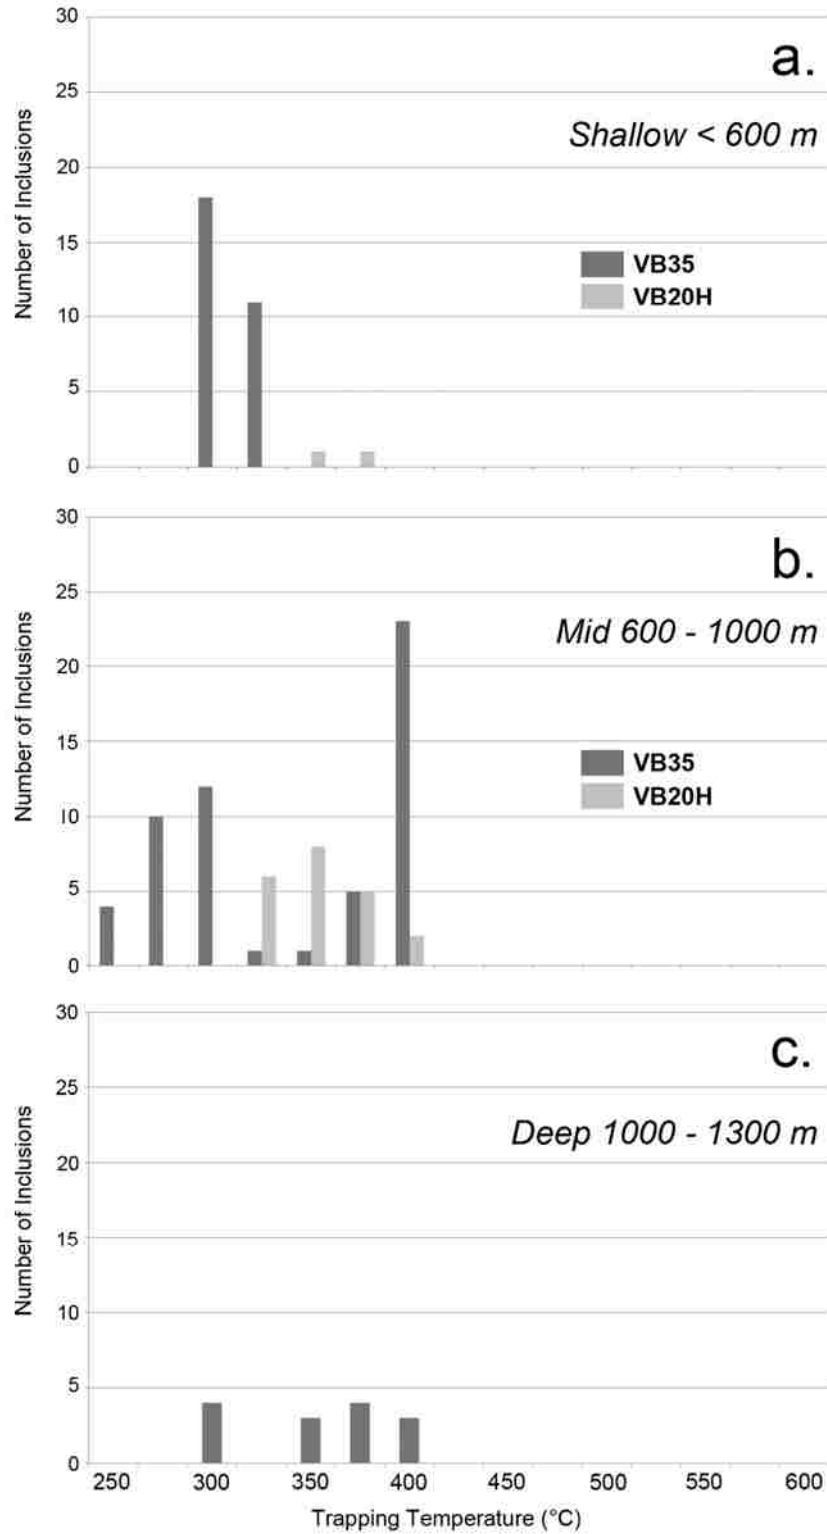 30
a.
25
Shallow < 600 m
20
15
VB35
VB20H
10
5
0
Number of Inclusions
30
b.
25
Mid 600 - 1000 m
20
15
VB35
VB20H
10
5
0
Number of Inclusions
30
c.
25
Deep 1000 - 1300 m
20
15
10
5
0
Number of Inclusions
250 300 350 400 450 500 550 600
Trapping Temperature (°C)